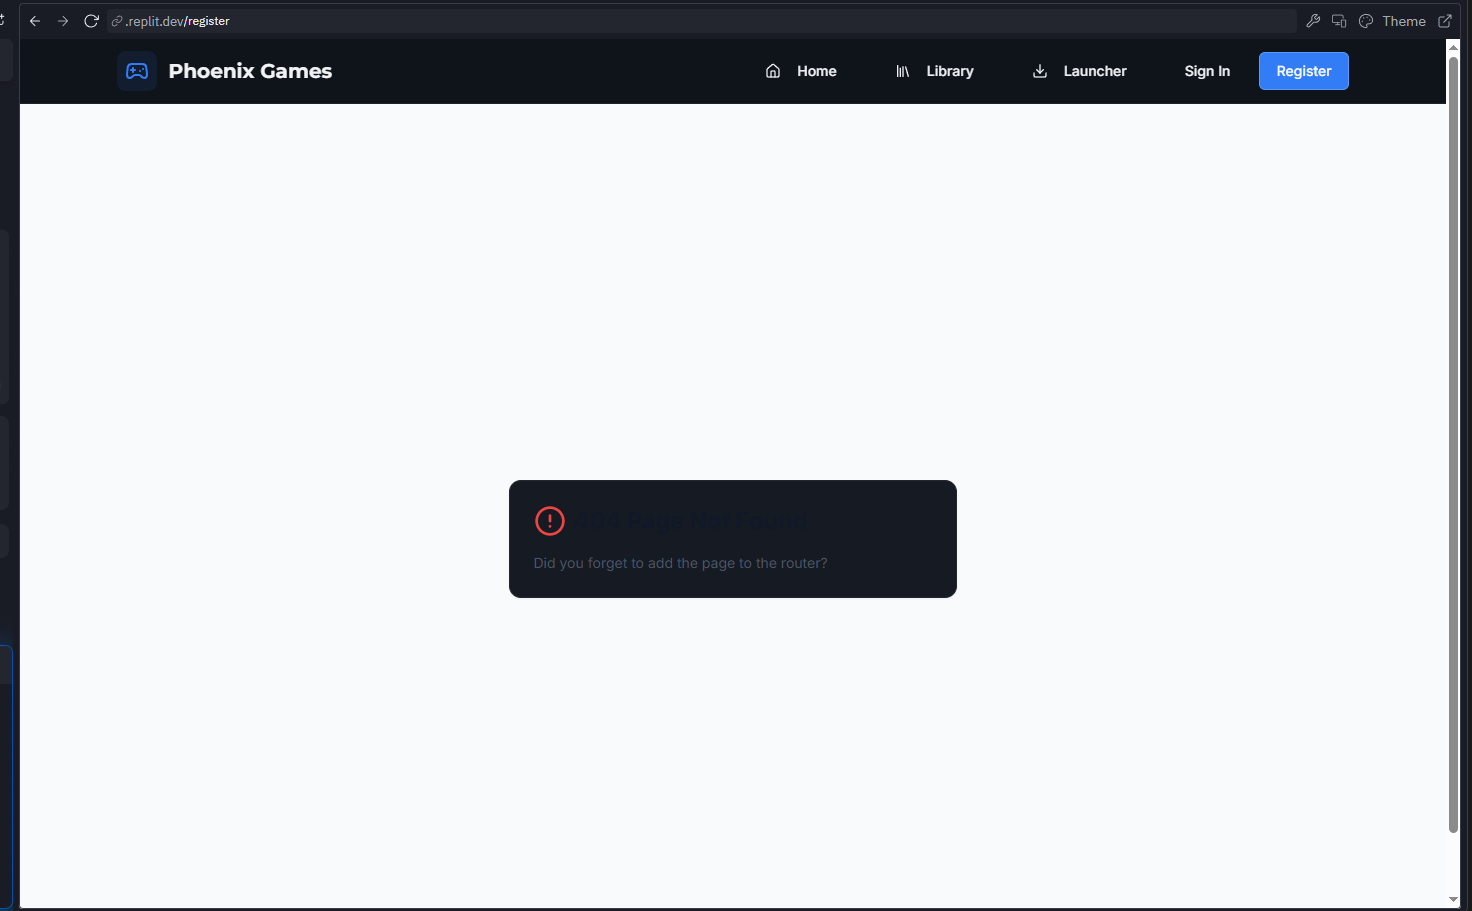 .replit.dev/register
Theme
Phoenix Games
Home
Library
Launcher
Sign In
Register
404 Page Not Found
Did you forget to add the page to the router?